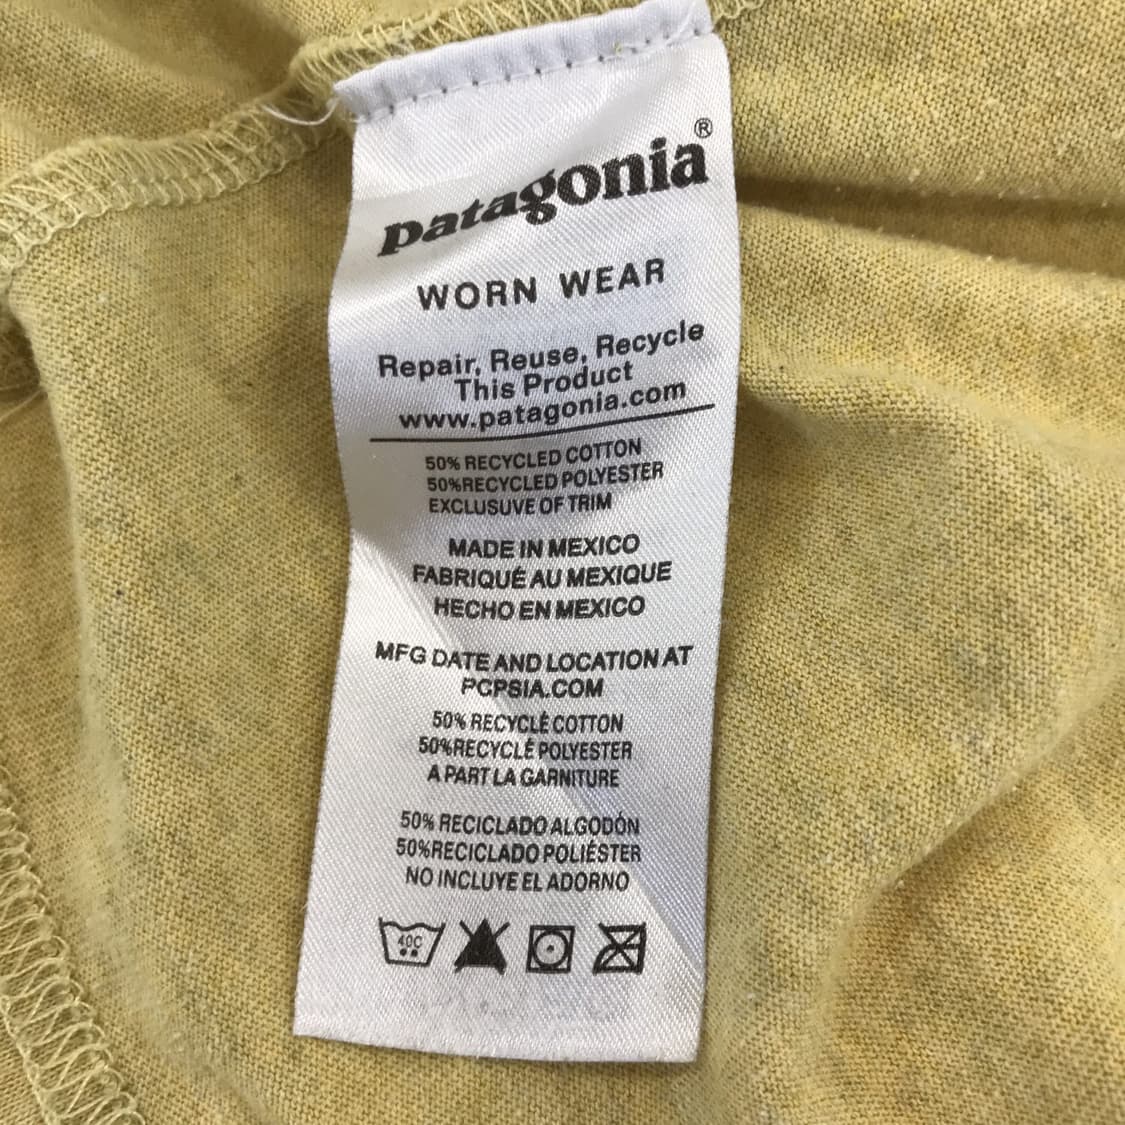 patagonia®
WORN WEAR
Repair, Reuse, Recycle
This Product
www.patagonia.com
50% RECYCLED COTTON
50%RECYCLED POLYESTER
EXCLUSUVE OF TRIM
MADE IN MEXICO
FABRIQUÉ AU MEXIQUE
HECHO EN MEXICO
MFG DATE AND LOCATION AT
PCPSIA.COM
50% RECYCLÉ COTTON
50%RECYCLÉ POLYESTER
A PART LA GARNITURE
50% RECICLADO ALGODÓN
50%RECICLADO POLIÉSTER
NO INCLUYE EL ADORNO
40C